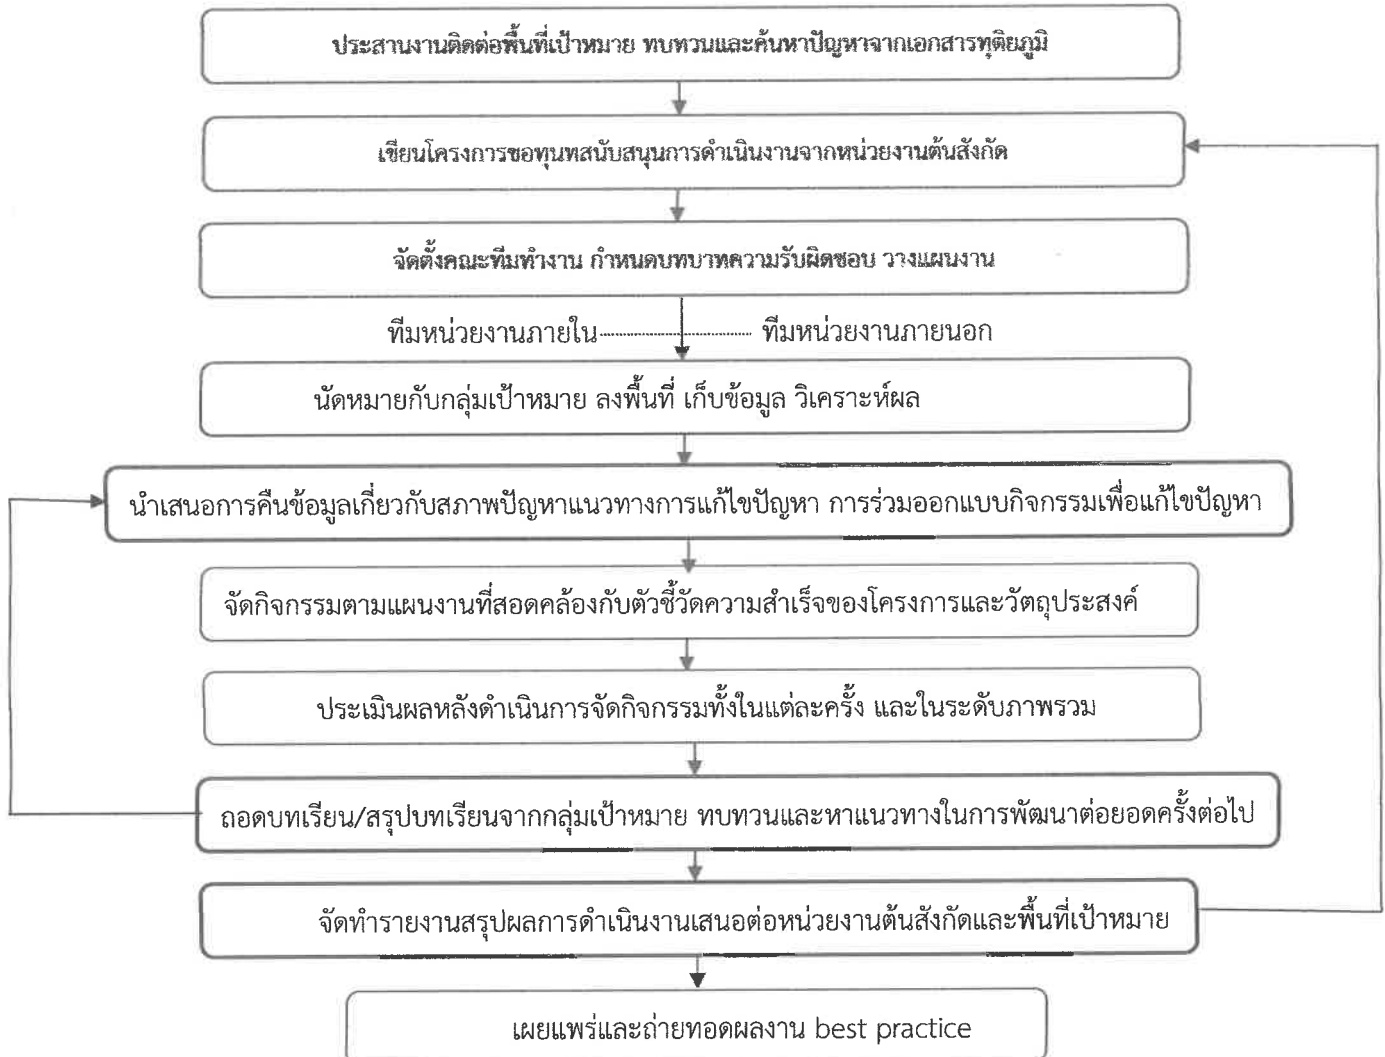 ประสานงานติดต่อพื้นที่เป้าหมาย ทบทวนและค้นหาปัญหาจากเอกสารทุติยภูมิ
เขียนโครงการขอทุนทสนับสนุนการดำเนินงานจากหน่วยงานต้นสังกัด
จัดตั้งคณะทีมทำงาน กำหนดบทบาทความรับผิดชอบ วางแผนงาน
ทีมหน่วยงานภายใน ทีมหน่วยงานภายนอก
นัดหมายกับกลุ่มเป้าหมาย ลงพื้นที่ เก็บข้อมูล วิเคราะห์ผล
นำเสนอการคืนข้อมูลเกี่ยวกับสภาพปัญหาแนวทางการแก้ไขปัญหา การร่วมออกแบบกิจกรรมเพื่อแก้ไขปัญหา
จัดกิจกรรมตามแผนงานที่สอดคล้องกับตัวชี้วัดความสำเร็จของโครงการและวัตถุประสงค์
ประเมินผลหลังดำเนินการจัดกิจกรรมทั้งในแต่ละครั้ง และในระดับภาพรวม
ถอดบทเรียน/สรุปบทเรียนจากกลุ่มเป้าหมาย ทบทวนและหาแนวทางในการพัฒนาต่อยอดครั้งต่อไป
จัดทำรายงานสรุปผลการดำเนินงานเสนอต่อหน่วยงานต้นสังกัดและพื้นที่เป้าหมาย
เผยแพร่และถ่ายทอดผลงาน best practice